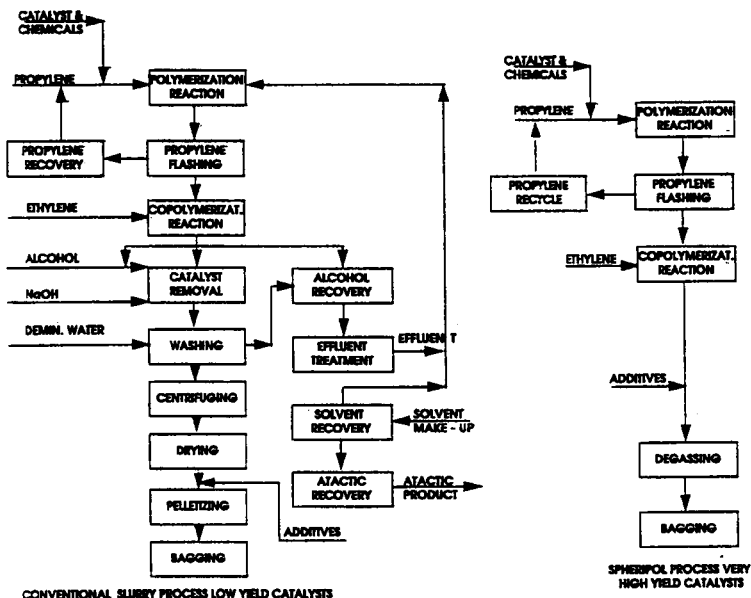 CATALYST &
CHEMICALS
PROPYLENE
POLYMERIZATION
REACTION
PROPYLENE
RECOVERY
PROPYLENE
FLASHING
ETHYLENE
COPOLYMERIZAT.
REACTION
ALCOHOL
CATALYST
REMOVAL
ALCOHOL
RECOVERY
NaOH
DEMIN. WATER
WASHING
EFFLUENT
TREATMENT
EFFLUENT
CENTRIFUGING
SOLVENT
RECOVERY
SOLVENT
MAKE - UP
DRYING
ATACTIC
RECOVERY
ATACTIC
PRODUCT
PELLETIZING
ADDITIVES
BAGGING
CONVENTIONAL SLURRY PROCESS LOW YIELD CATALYSTS
CATALYST &
CHEMICALS
PROPYLENE
POLYMERIZATION
REACTION
PROPYLENE
RECYCLE
PROPYLENE
FLASHING
ETHYLENE
COPOLYMERIZAT.
REACTION
ADDITIVES
DEGASSING
BAGGING
SPHERIPOL PROCESS VERY
HIGH YIELD CATALYSTS